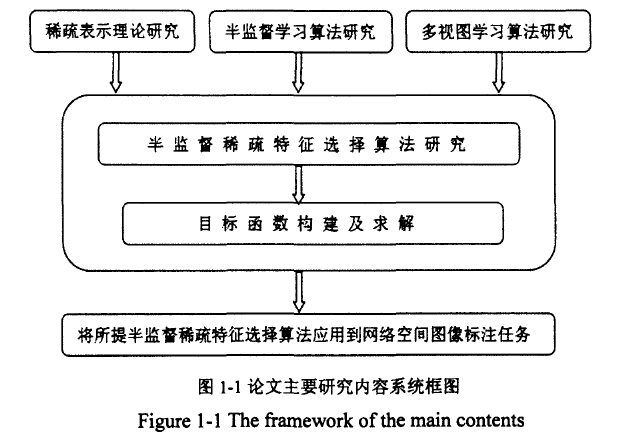 稀疏表示理论研究
半监督学习算法研究
多视图学习算法研究
半监督稀疏特征选择算法研究
目标函数构建及求解
将所提半监督稀疏特征选择算法应用到网络空间图像标注任务
图 1-1 论文主要研究内容系统框图
Figure 1-1 The framework of the main contents